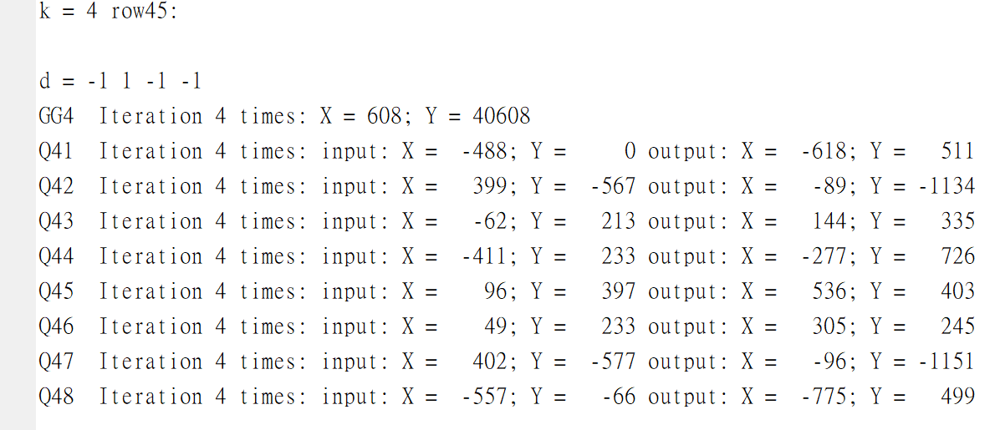 k = 4 row45:
d = -1 1 -1 -1
GG4 Iteration 4 times: X = 608; Y = 40608
Q41 Iteration 4 times: input: X = -488; Y = 0 output: X = -618; Y = 511
Q42 Iteration 4 times: input: X = 399; Y = -567 output: X = -89; Y = -1134
Q43 Iteration 4 times: input: X = -62; Y = 213 output: X = 144; Y = 335
Q44 Iteration 4 times: input: X = -411; Y = 233 output: X = -277; Y = 726
Q45 Iteration 4 times: input: X = 96; Y = 397 output: X = 536; Y = 403
Q46 Iteration 4 times: input: X = 49; Y = 233 output: X = 305; Y = 245
Q47 Iteration 4 times: input: X = 402; Y = -577 output: X = -96; Y = -1151
Q48 Iteration 4 times: input: X = -557; Y = -66 output: X = -775; Y = 499